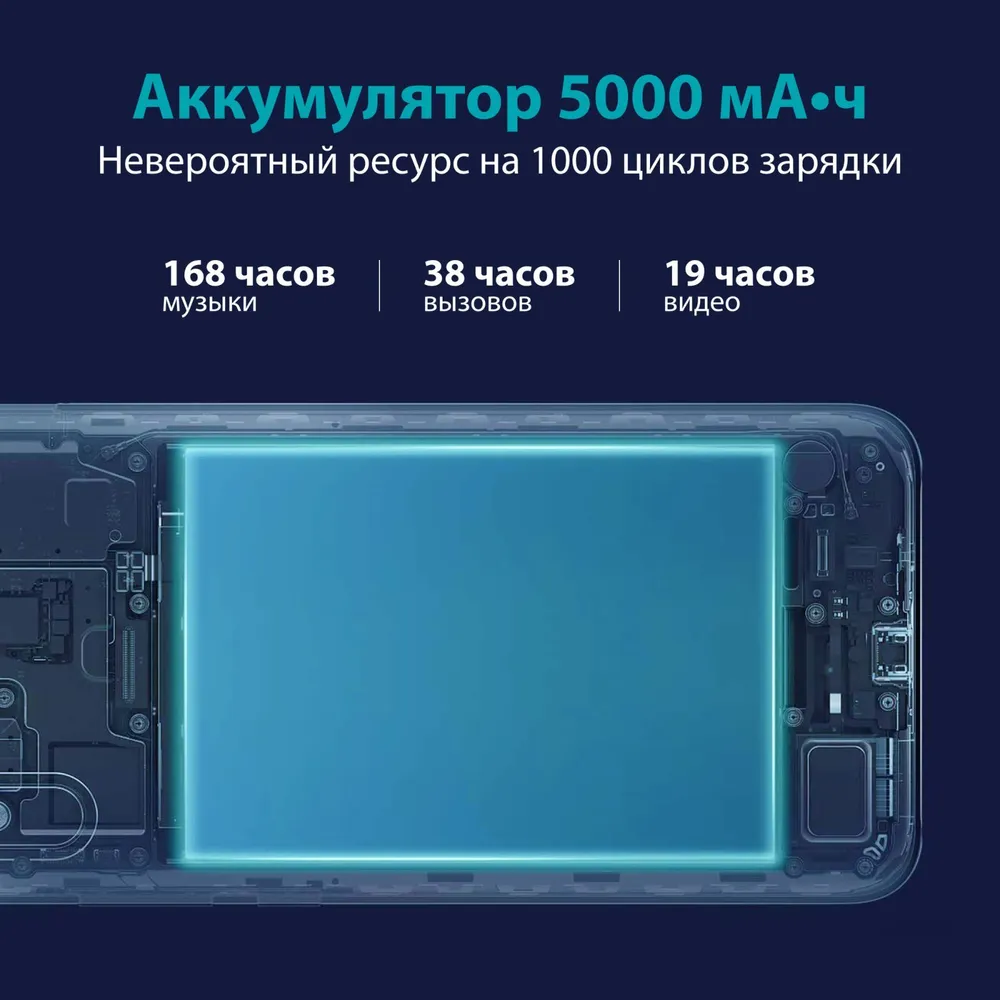 Аккумулятор 5000 мА•ч
Невероятный ресурс на 1000 циклов зарядки
168 часов
музыки
38 часов
вызовов
19 часов
видео